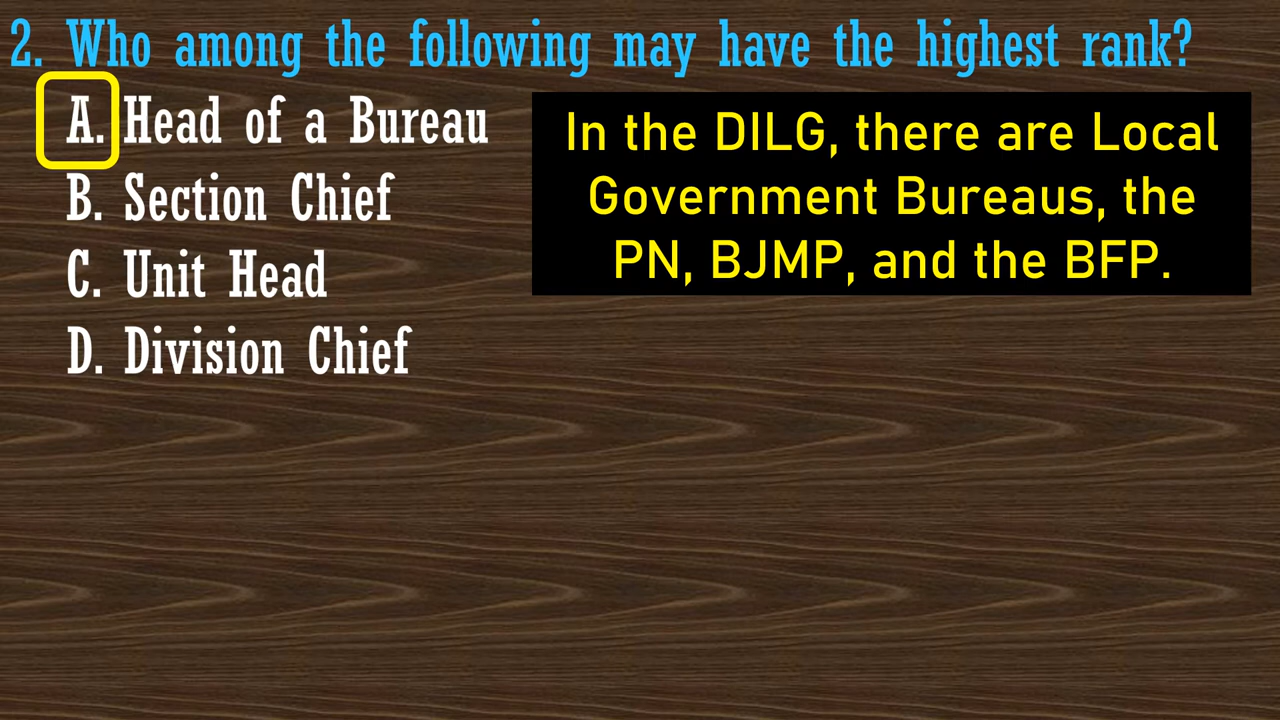 2. Who among the following may have the highest rank?
A. Head of a Bureau
B. Section Chief
C. Unit Head
D. Division Chief
In the DILG, there are Local
Government Bureaus, the
PN, BJMP, and the BFP.